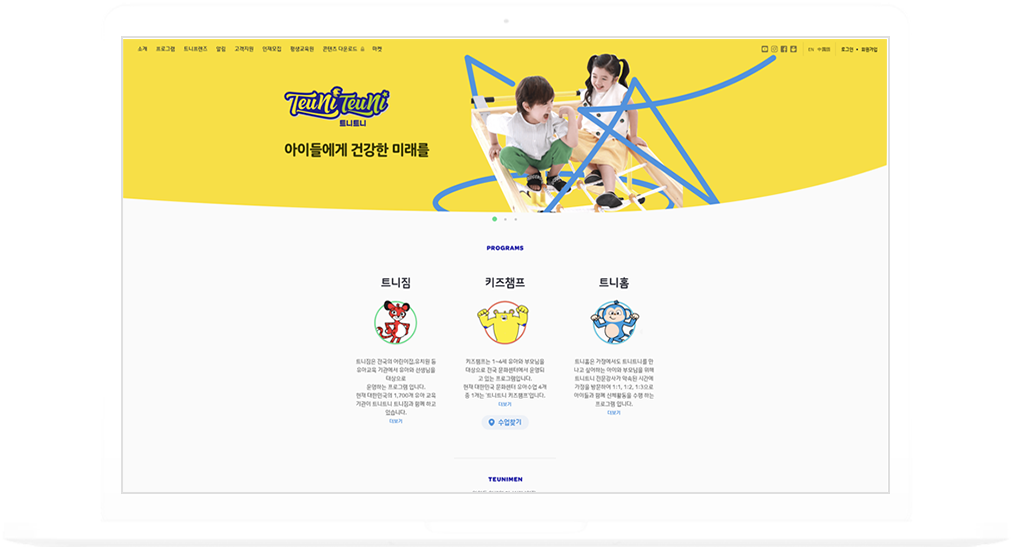 소개 프로그램 트니프렌즈 알림 고객지원 인재모집 평생교육원 콘텐츠 다운로드 마켓
EN 中國語 로그인 회원가입
TeuNi TeuNi
트니트니
아이들에게 건강한 미래를
PROGRAMS
트니짐
트니짐은 전국의 어린이집,유치원 등
유아교육 기관에서 유아와 선생님을
대상으로
운영하는 프로그램 입니다.
현재 대한민국의 1,700개 유아 교육
기관이 트니트니 트니짐과 함께 하고
있습니다.
더보기
키즈챔프
키즈챔프는 1~4세 유아와 부모님을
대상으로 전국 문화센터에서 운영되
고 있는 프로그램입니다.
현재 대한민국 문화센터 유아수업 4개
중 1개는 '트니트니 키즈챔프'입니다.
더보기
수업찾기
트니홈
트니홈은 가정에서도 트니트니를 만
나고 싶어하는 아이와 부모님을 위해
트니트니 전문강사가 약속된 시간에
가정을 방문하여 1:1, 1:2, 1:3으로
아이들과 함께 신체활동을 수행 하는
프로그램 입니다.
더보기
TEUNIMEN